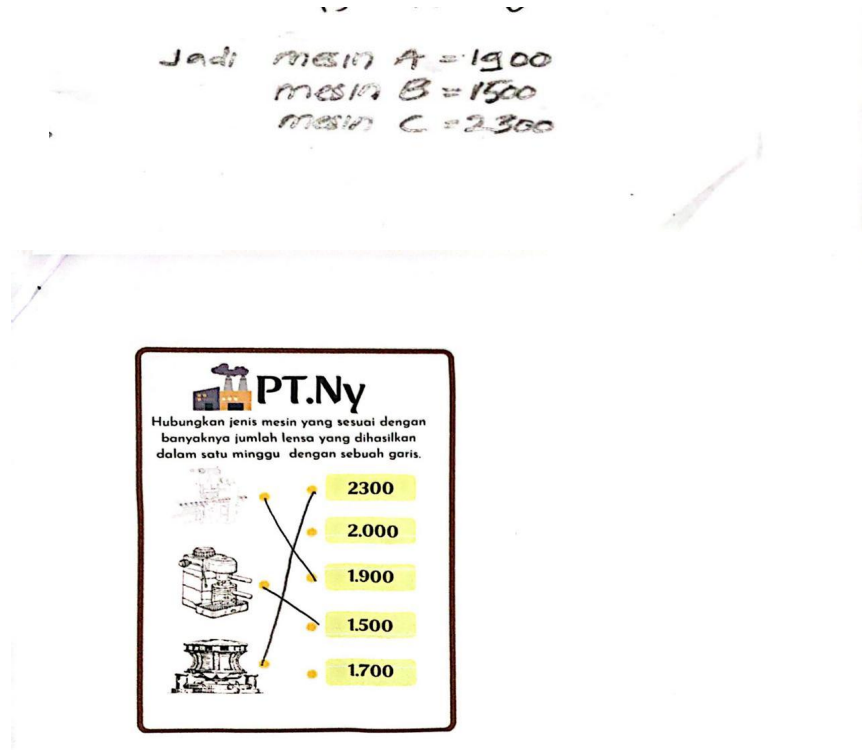 Jadi mesin A = 1900
mesin B = 1500
mesin C = 2300
PT.Ny
Hubungkan jenis mesin yang sesuai dengan
banyaknya jumlah lensa yang dihasilkan
dalam satu minggu dengan sebuah garis.
2300
2.000
1.900
1.500
1.700